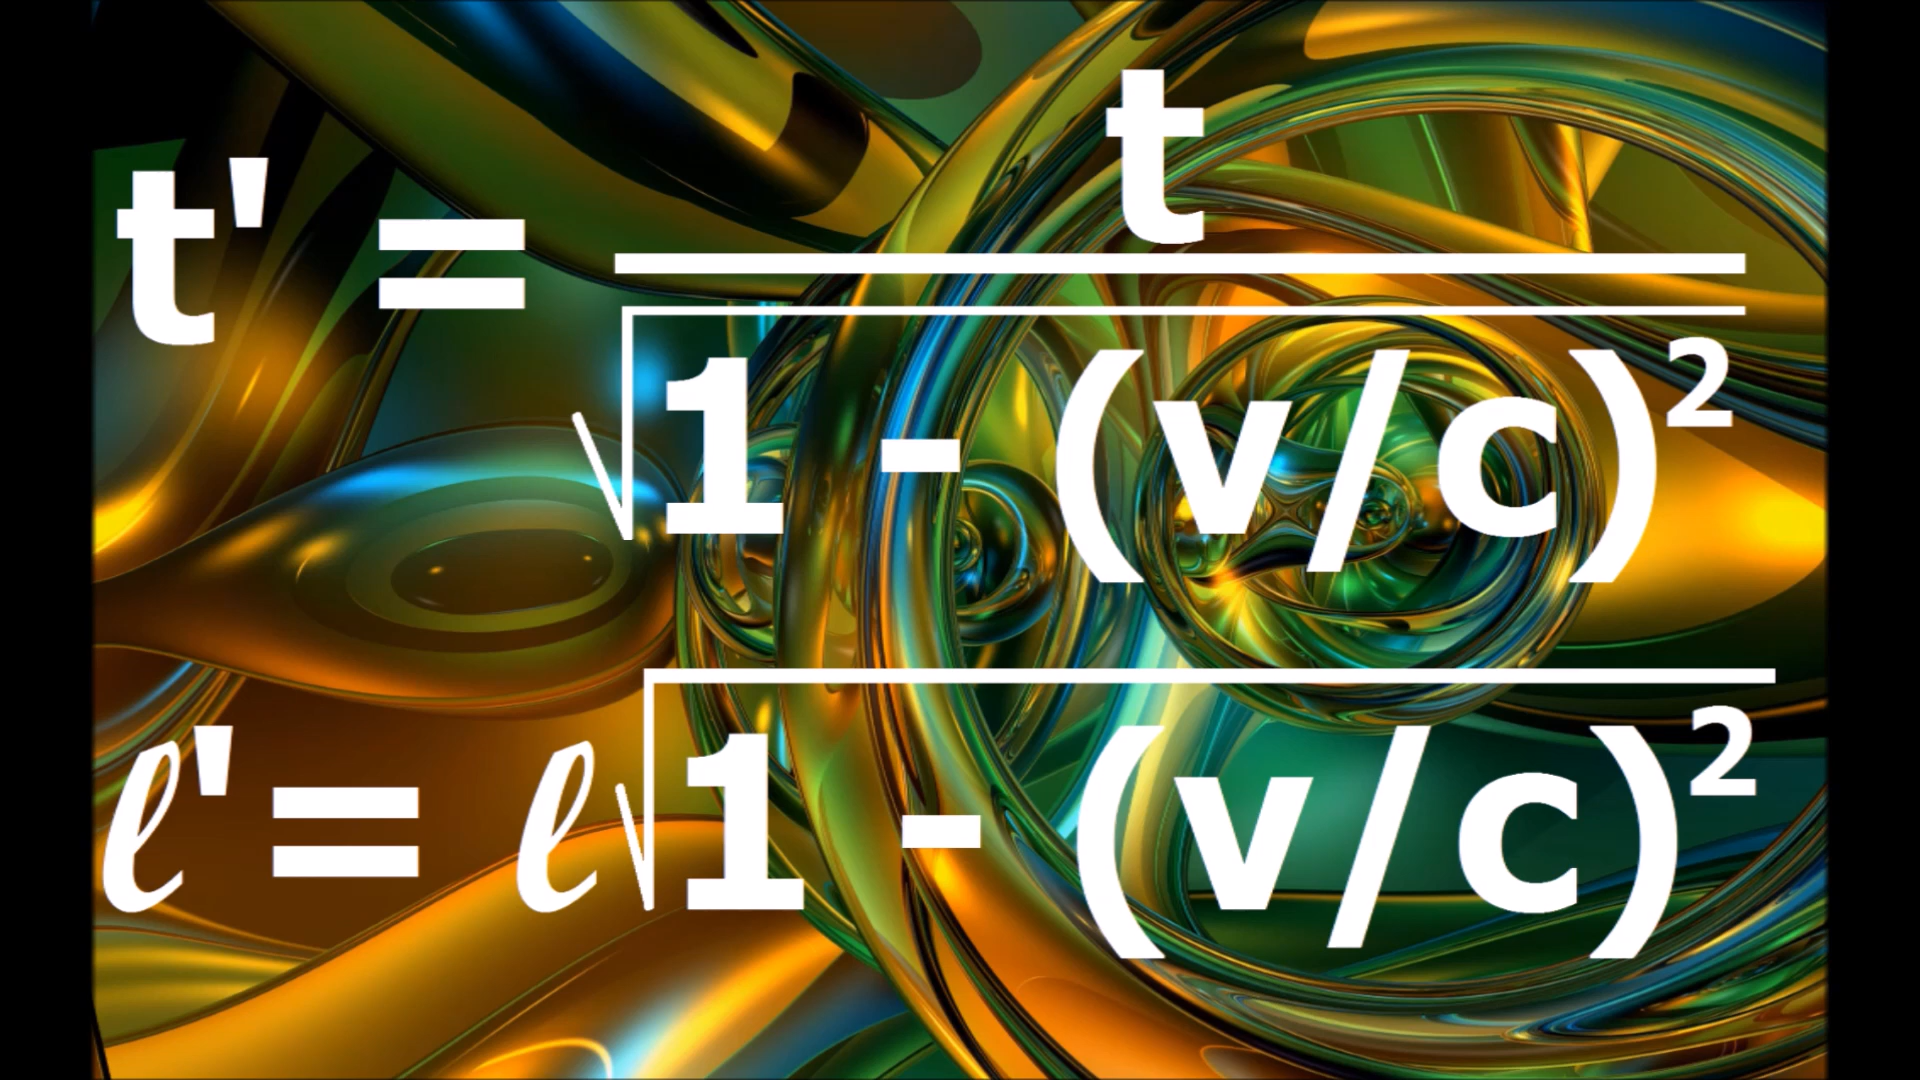 t' = t / √1 - (v/c)²
ℓ' = ℓ√1 - (v/c)²